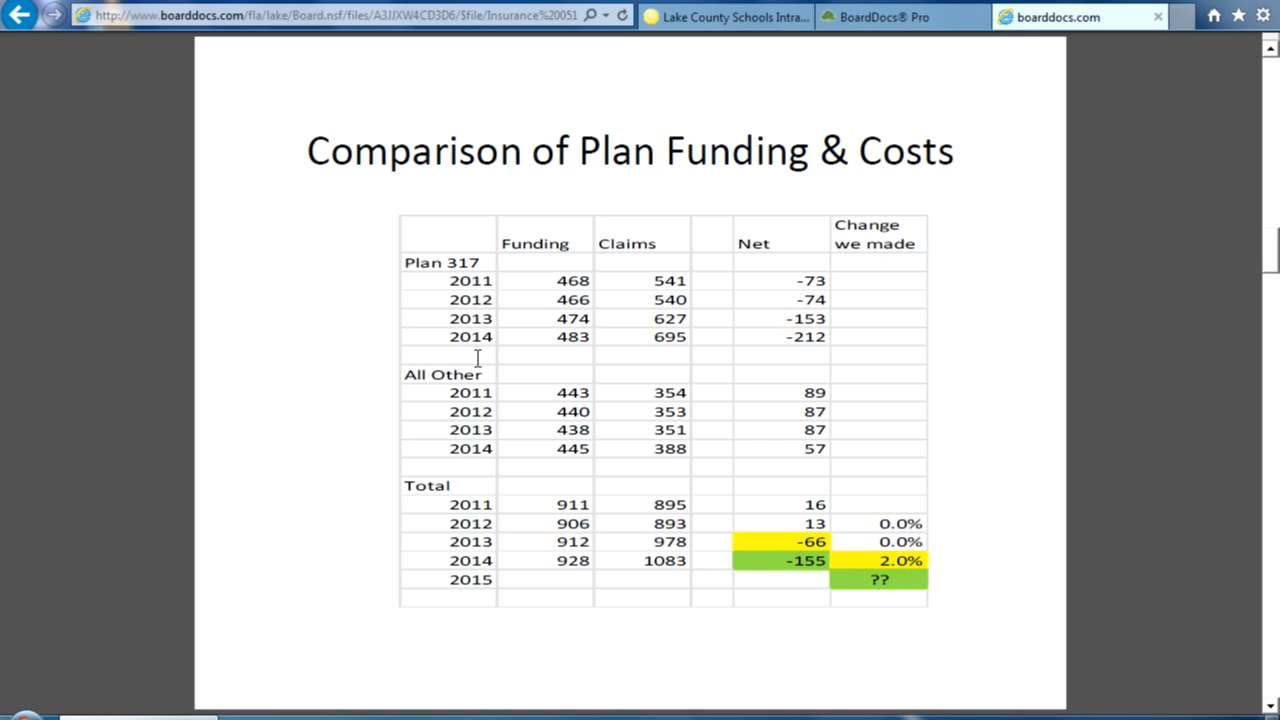 http://www.boarddocs.com/fla/lake/Board.nsf/files/A3JJXW4CD3D6/$file/Insurance%20051
Lake County Schools Intra...
BoardDocs® Pro
boarddocs.com
Comparison of Plan Funding & Costs
Funding Claims Net Change we made
Plan 317
2011 468 541 -73
2012 466 540 -74
2013 474 627 -153
2014 483 695 -212
All Other
2011 443 354 89
2012 440 353 87
2013 438 351 87
2014 445 388 57
Total
2011 911 895 16
2012 906 893 13 0.0%
2013 912 978 -66 0.0%
2014 928 1083 -155 2.0%
2015 ??